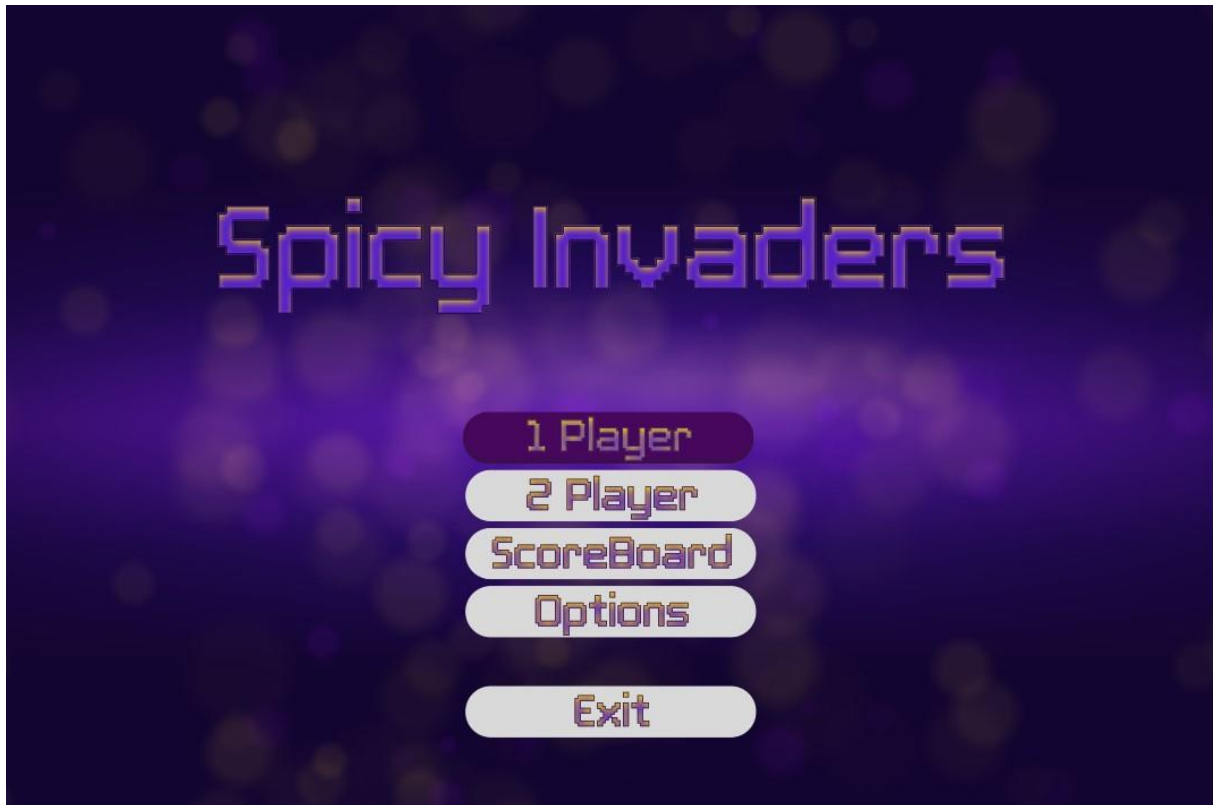 Spicy Invaders
1 Player
2 Player
ScoreBoard
Options
Exit